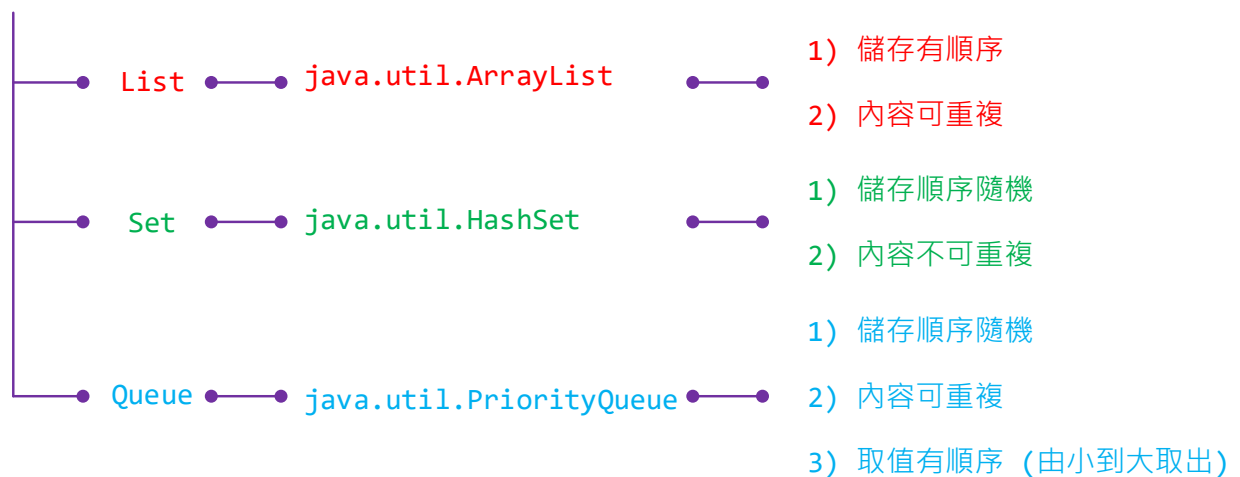 List java.util.ArrayList
1) 儲存有順序
2) 內容可重複
Set java.util.HashSet
1) 儲存順序隨機
2) 內容不可重複
Queue java.util.PriorityQueue
1) 儲存順序隨機
2) 內容可重複
3) 取值有順序 (由小到大取出)